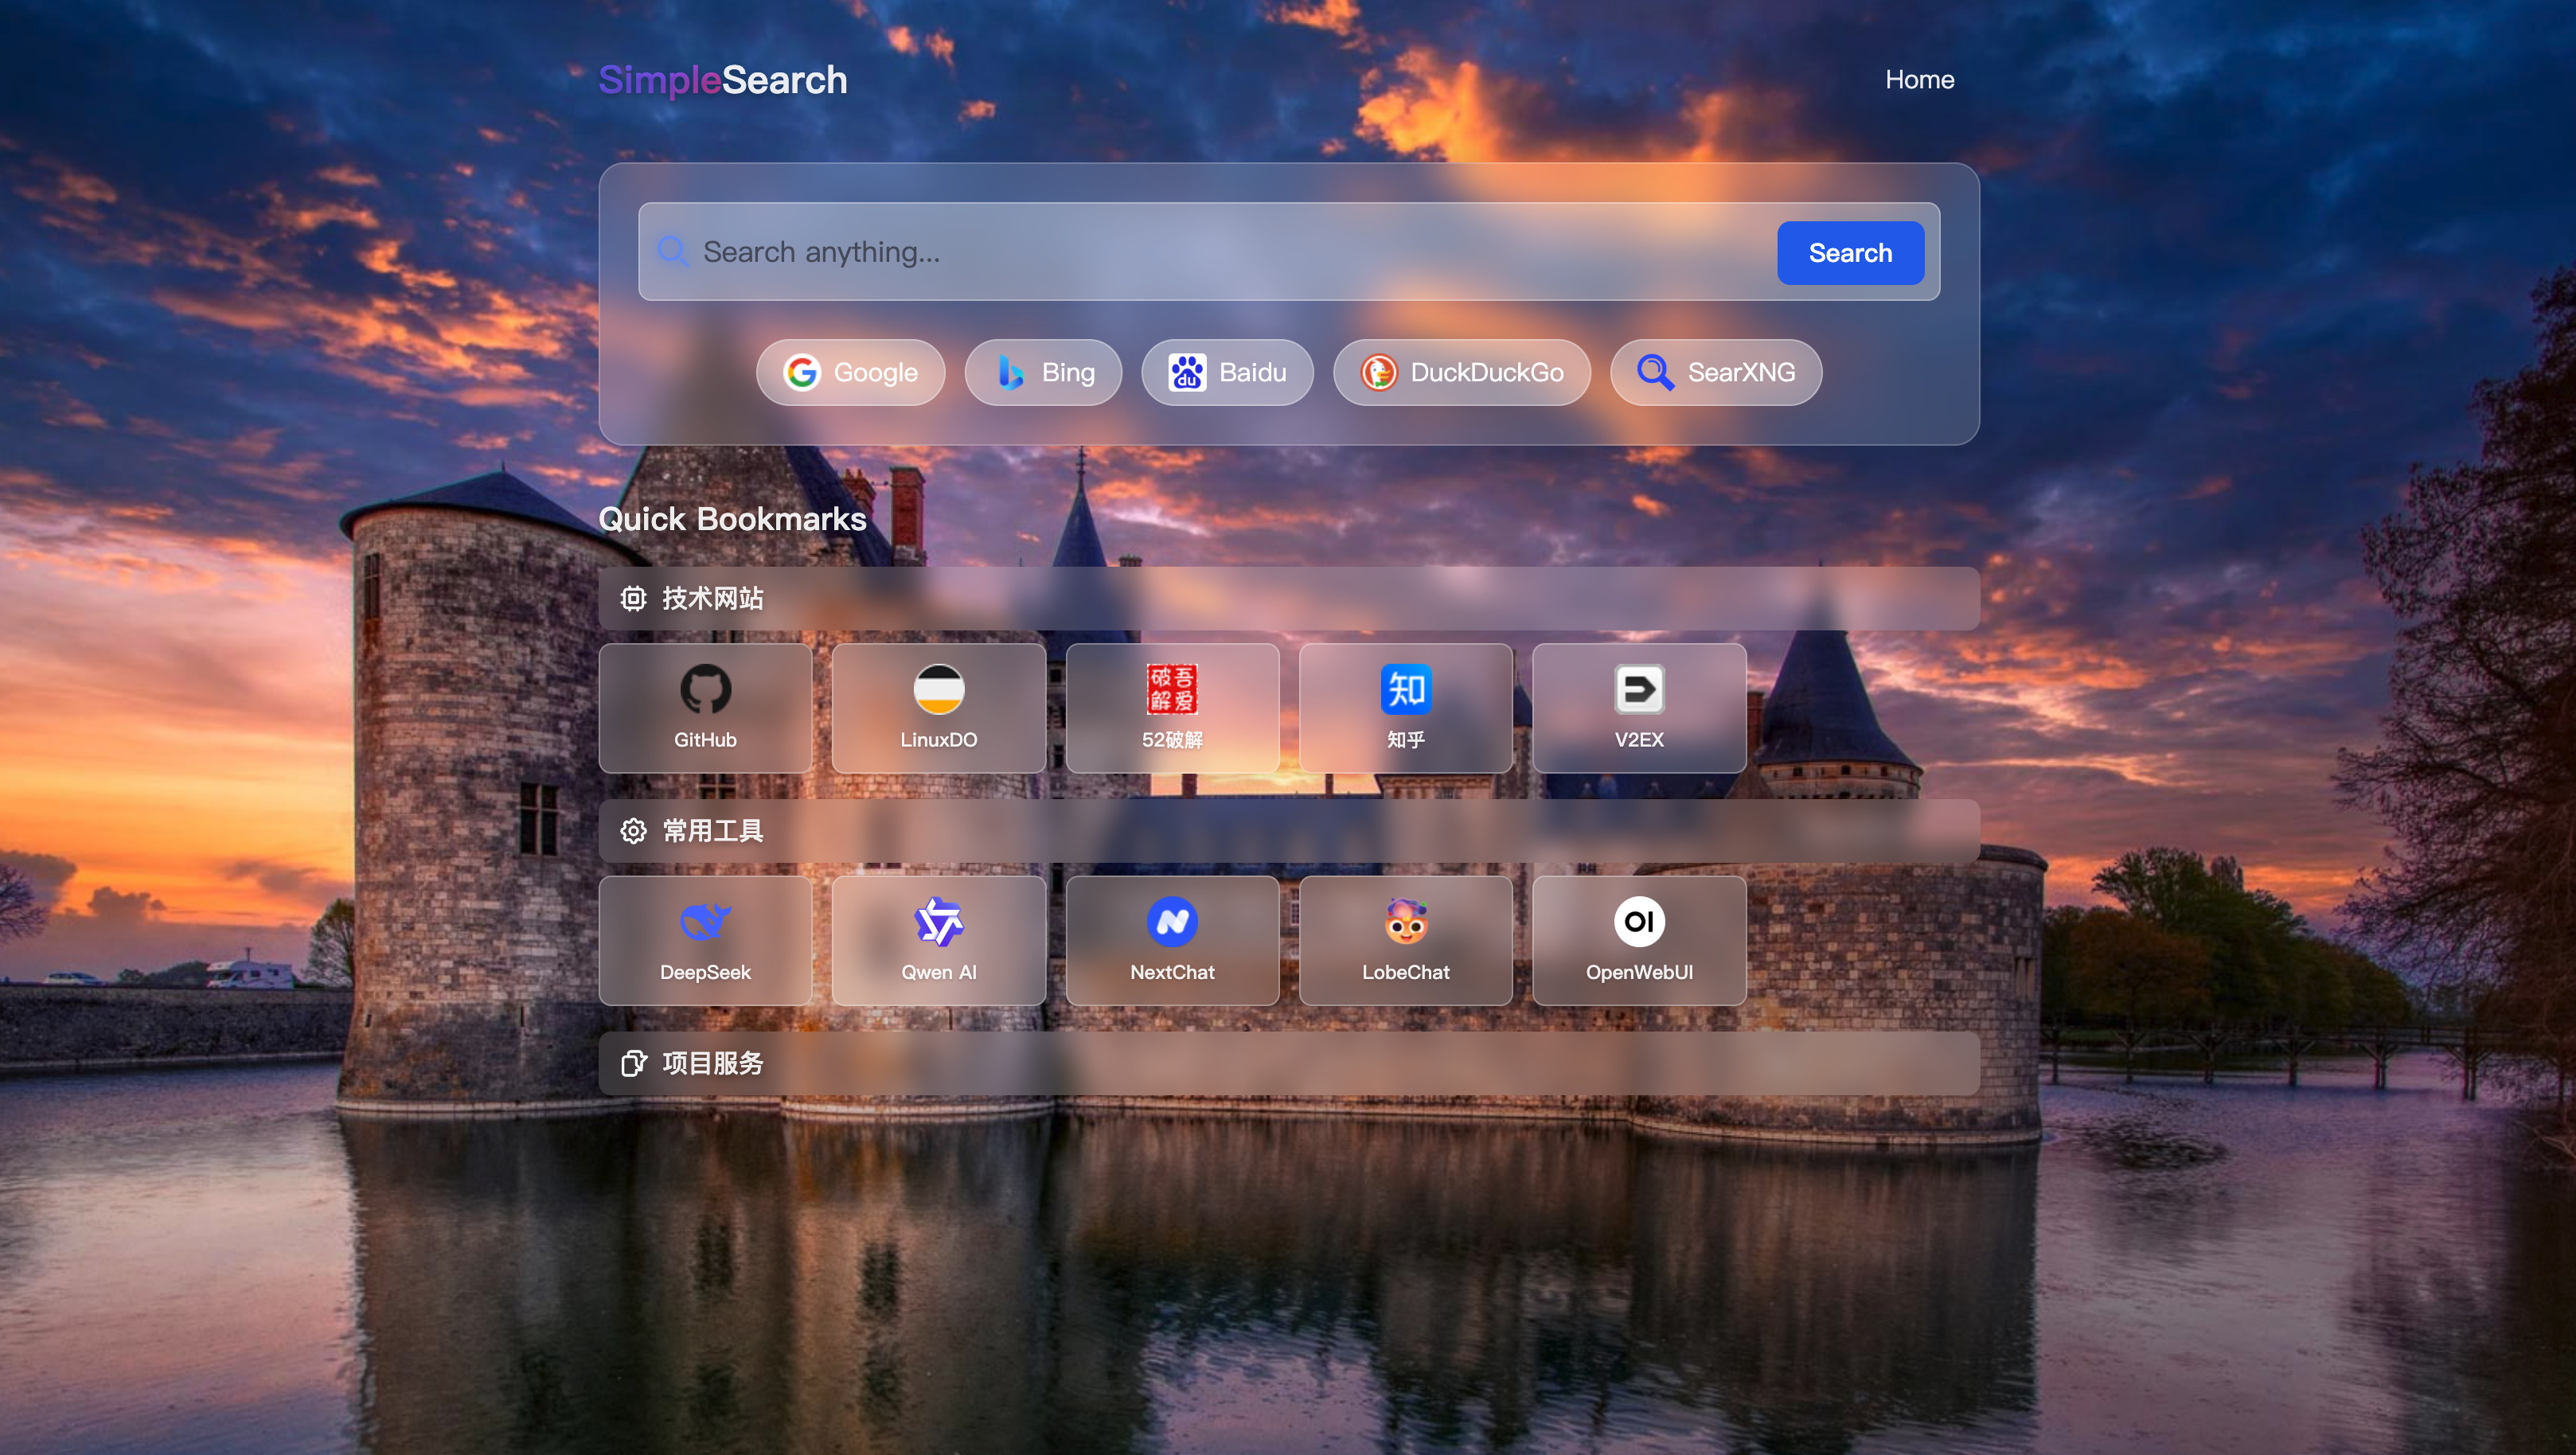 SimpleSearch
Home
Search anything...
Search
Google
Bing
du
Baidu
DuckDuckGo
SearXNG
Quick Bookmarks
技术网站
GitHub
LinuxDO
吾爱破解
52破解
知
知乎
V2EX
常用工具
DeepSeek
Qwen AI
NextChat
LobeChat
OI
OpenWebUI
项目服务